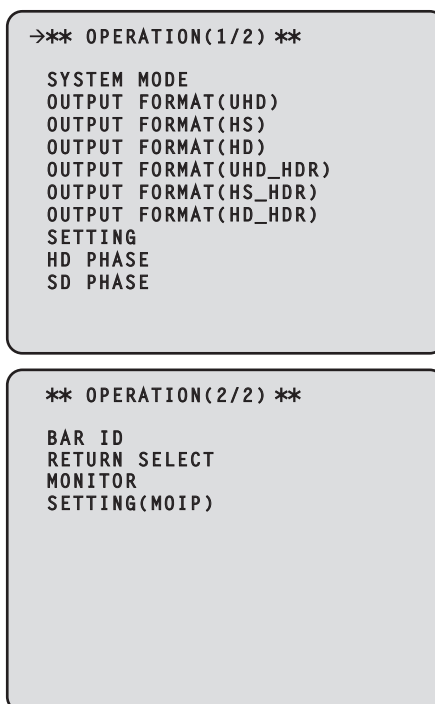 →** OPERATION(1/2) **
SYSTEM MODE
OUTPUT FORMAT(UHD)
OUTPUT FORMAT(HS)
OUTPUT FORMAT(HD)
OUTPUT FORMAT(UHD_HDR)
OUTPUT FORMAT(HS_HDR)
OUTPUT FORMAT(HD_HDR)
SETTING
HD PHASE
SD PHASE
** OPERATION(2/2) **
BAR ID
RETURN SELECT
MONITOR
SETTING(MOIP)